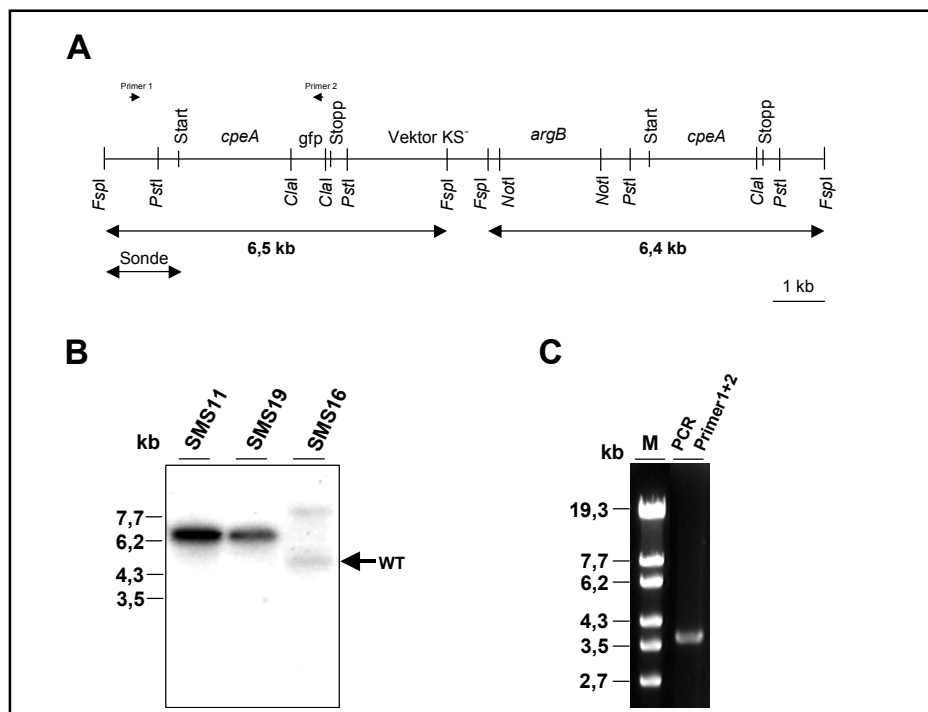 A
Primer 1
Primer 2
Start
cpeA
gfp
Stopp
Vektor KS-
argB
Start
cpeA
Stopp
FspI
PstI
ClaI
ClaI
PstI
FspI
FspI
NotI
NotI
PstI
ClaI
PstI
FspI
6,5 kb
6,4 kb
Sonde
1 kb
B
kb
SMS11
SMS19
SMS16
7,7
6,2
4,3
3,5
WT
C
kb
M
PCR
Primer1+2
19,3
7,7
6,2
4,3
3,5
2,7